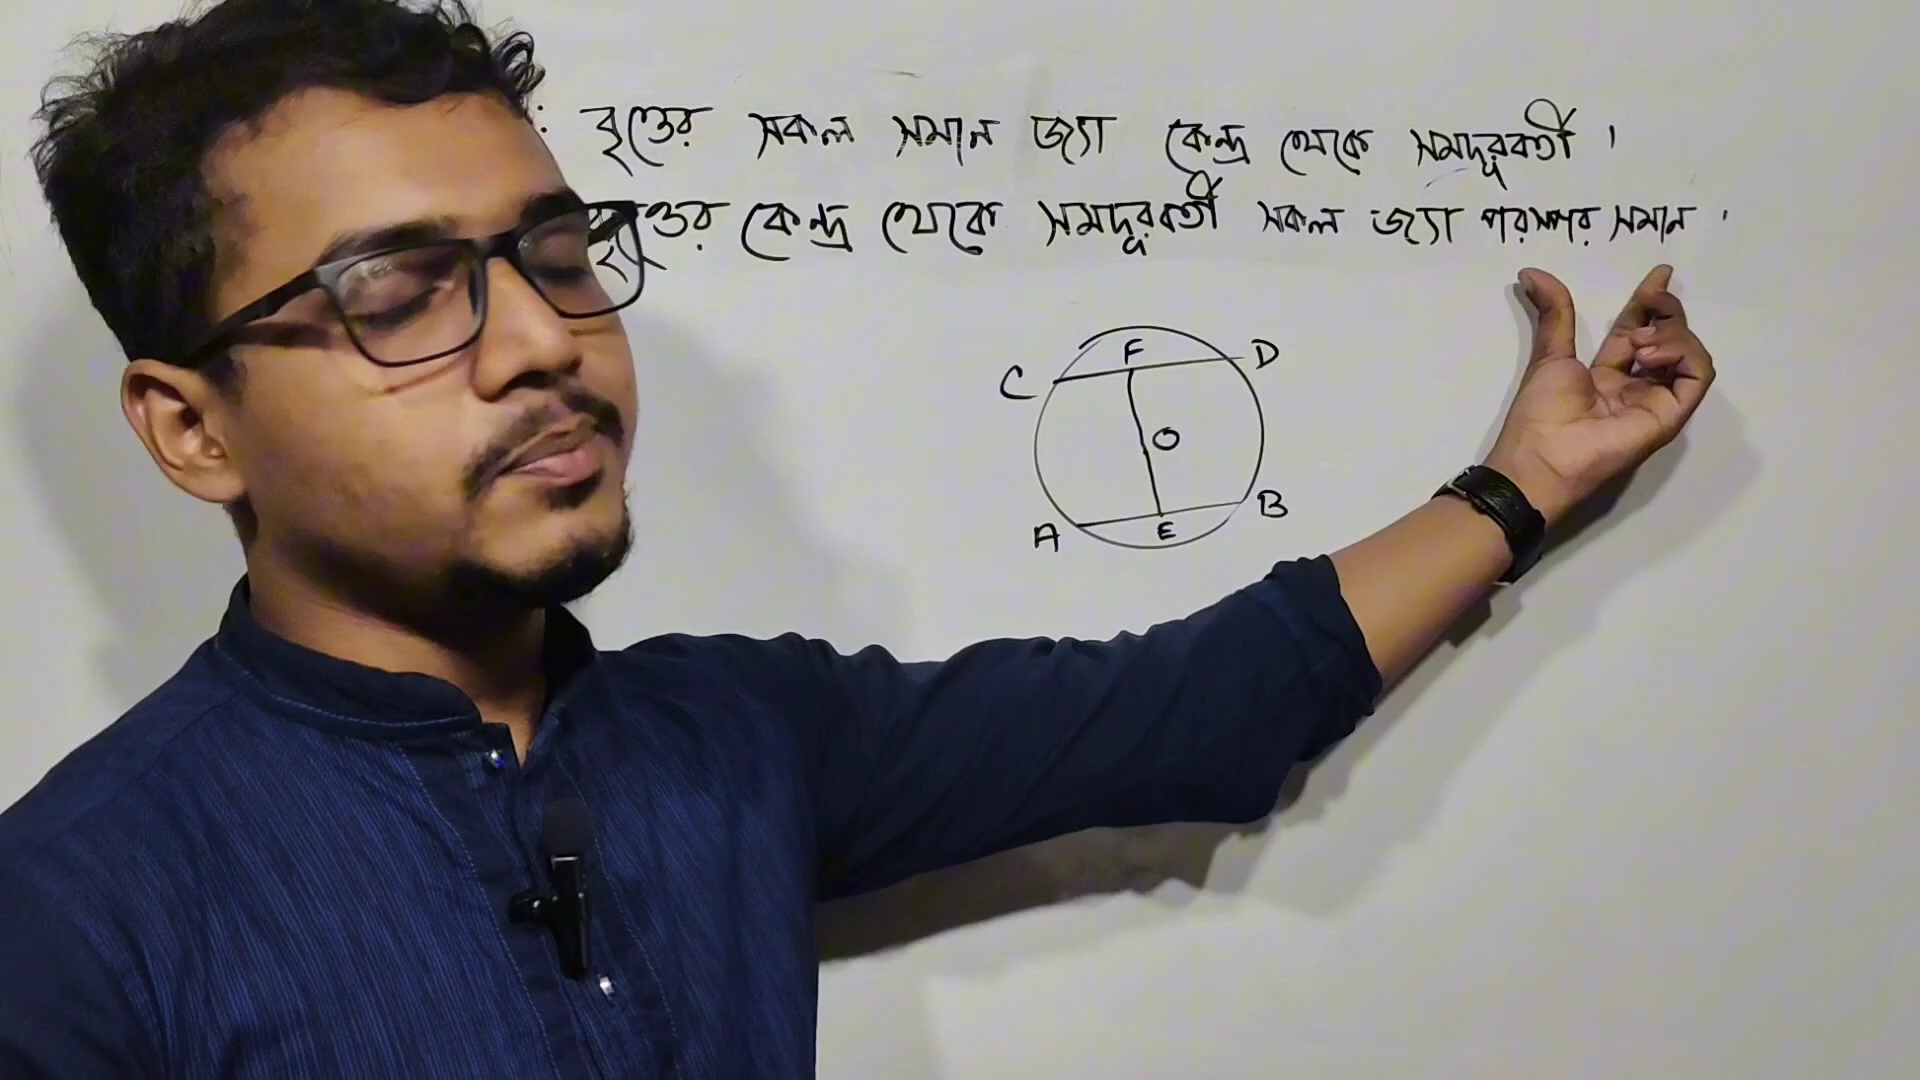 : বৃত্তের সকল সমান জ্যা কেন্দ্র থেকে সমদূরবর্তী ।
বৃত্তের কেন্দ্র থেকে সমদূরবর্তী সকল জ্যা পরস্পর সমান ।
C F D
O
A E B